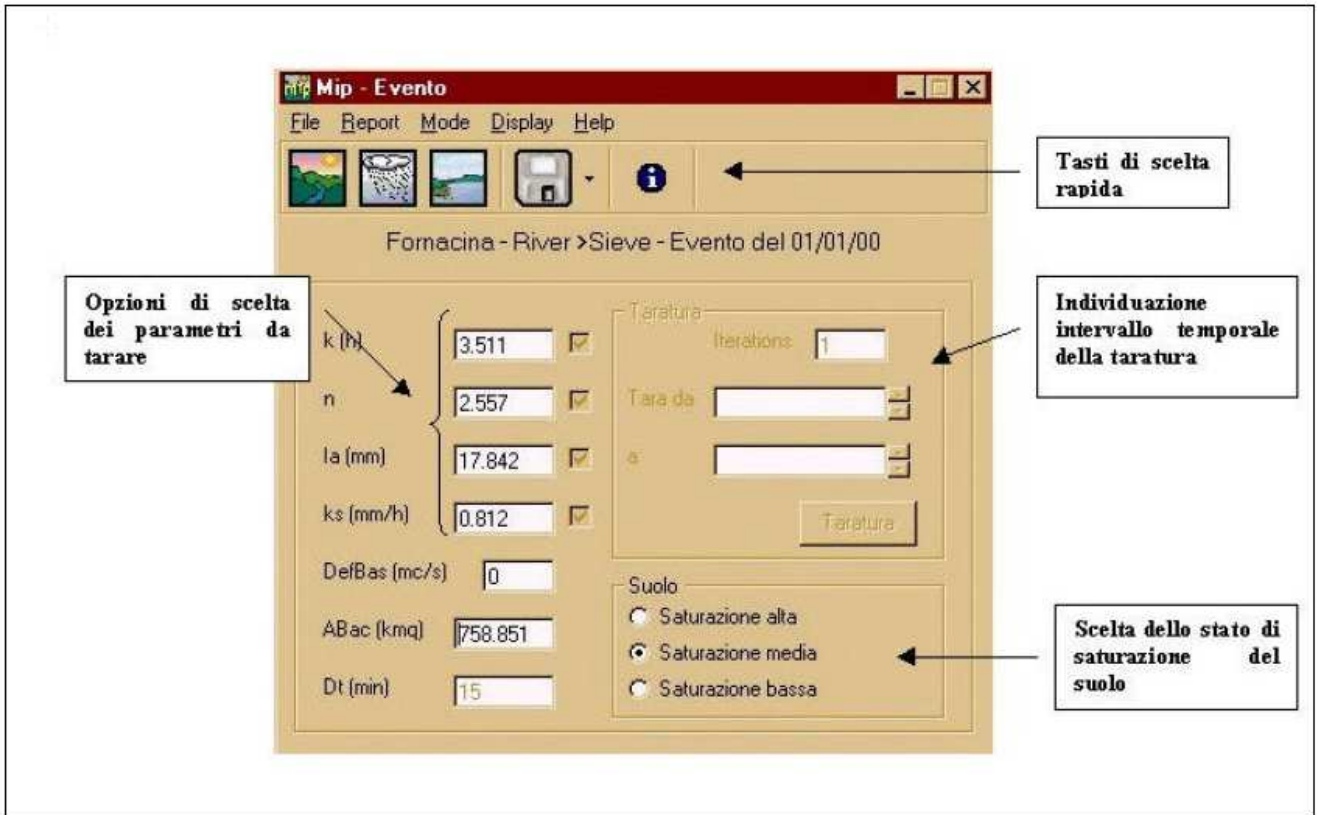 Mip - Evento
File Report Mode Display Help
Tasti di scelta
rapida
Fornacina - River >Sieve - Evento del 01/01/00
Opzioni di scelta
dei parametri da
tarare
k (h)
3.511
n
2.557
Ia (mm)
17.842
ks (mm/h)
0.812
DefBas (mc/s)
0
ABac (kmq)
758.851
Dt (min)
15
Taratura
Iterations
1
Tara da
a
Taratura
Individuazione
intervallo temporale
della taratura
Suolo
Saturazione alta
Saturazione media
Saturazione bassa
Scelta dello stato di
saturazione del
suolo